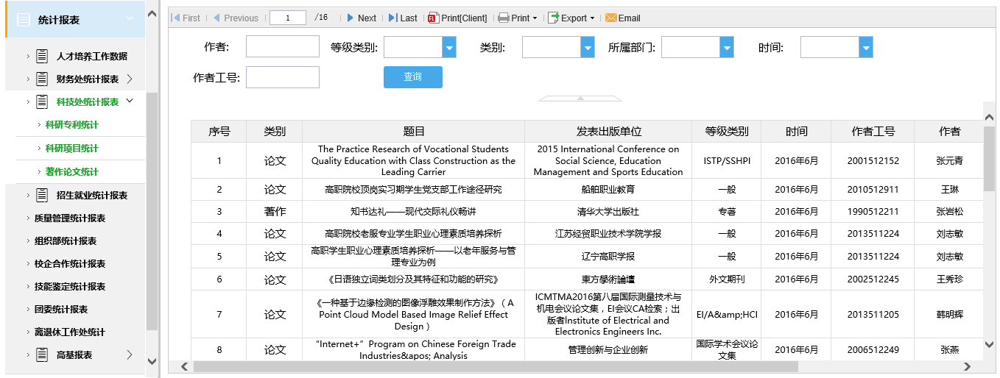 统计报表
人才培养工作数据
财务处统计报表
科技处统计报表
科研专利统计
科研项目统计
著作论文统计
招生就业统计报表
质量管理统计报表
组织部统计报表
校企合作统计报表
技能鉴定统计报表
团委统计报表
离退休工作处统计
高基报表
First Previous 1 /16 Next Last Print[Client] Print Export Email
作者: 等级类别: 类别: 所属部门: 时间:
作者工号: 查询
序号 类别 题目 发表出版单位 等级类别 时间 作者工号 作者
The Practice Research of Vocational Students 2015 International Conference on
1 论文 Quality Education with Class Construction as the Social Science, Education ISTP/SSHPI 2016年6月 2001512152 张元青
Leading Carrier Management and Sports Education
2 论文 高职院校顶岗实习期学生党支部工作途径研究 船舶职业教育 一般 2016年6月 2010512911 王琳
3 著作 知书达礼——现代交际礼仪畅讲 清华大学出版社 专著 2016年6月 1990512211 张岩松
4 论文 高职院校老服专业学生职业心理素质培养探析 江苏经贸职业技术学院学报 一般 2016年6月 2013511224 刘志敏
高职学生职业心理素质培养探析——以老年服务与管
5 论文 理专业为例 辽宁高职学报 一般 2016年6月 2013511224 刘志敏
6 论文 《日语独立词类划分及其特征和功能的研究》 東方學術論壇 外文期刊 2016年6月 2002512245 王秀珍
ICMTMA2016第八届国际测量技术与
《一种基于边缘检测的图像浮雕效果制作方法》（A 机电会议论文集，EI会议CA检索；出
7 论文 Point Cloud Model Based Image Relief Effect 版者Institute of Electrical and EI/A&amp;HCI 2016年6月 2013511205 韩明辉
Design） Electronics Engineers Inc.
“Internet+”Program on Chinese Foreign Trade 国际学术会议论
8 论文 Industries&apos; Analysis 管理创新与企业创新 文集 2016年6月 2006512249 张燕